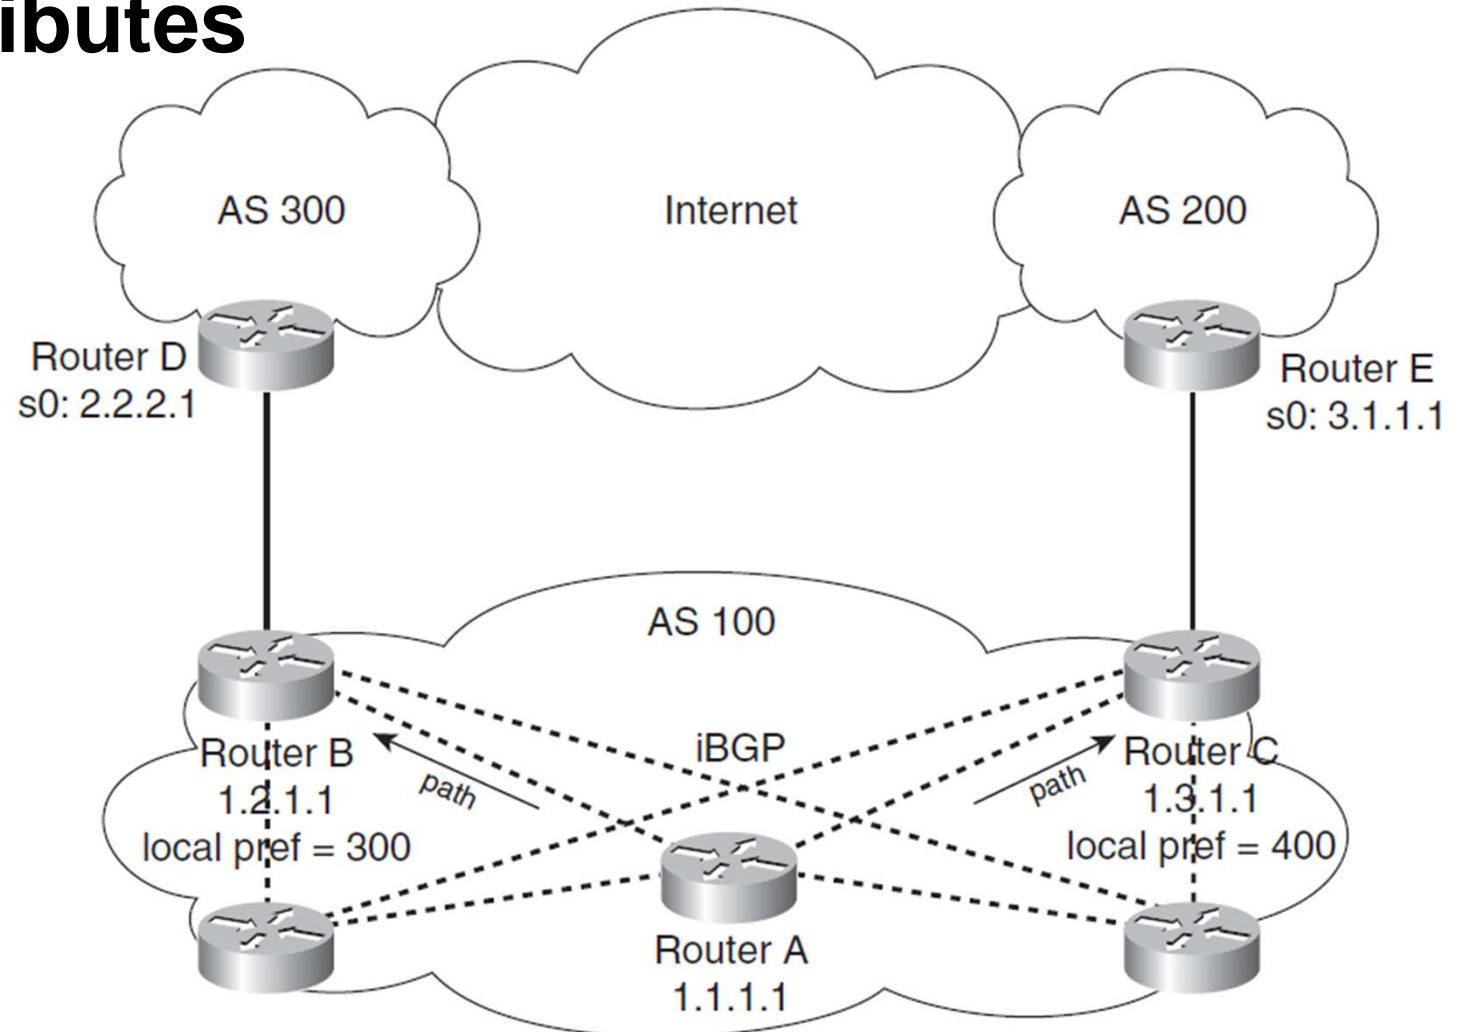 ibutes
AS 300
Internet
AS 200
Router D
s0: 2.2.2.1
Router E
s0: 3.1.1.1
AS 100
iBGP
Router B
1.2.1.1
local pref = 300
path
path
Router C
1.3.1.1
local pref = 400
Router A
1.1.1.1